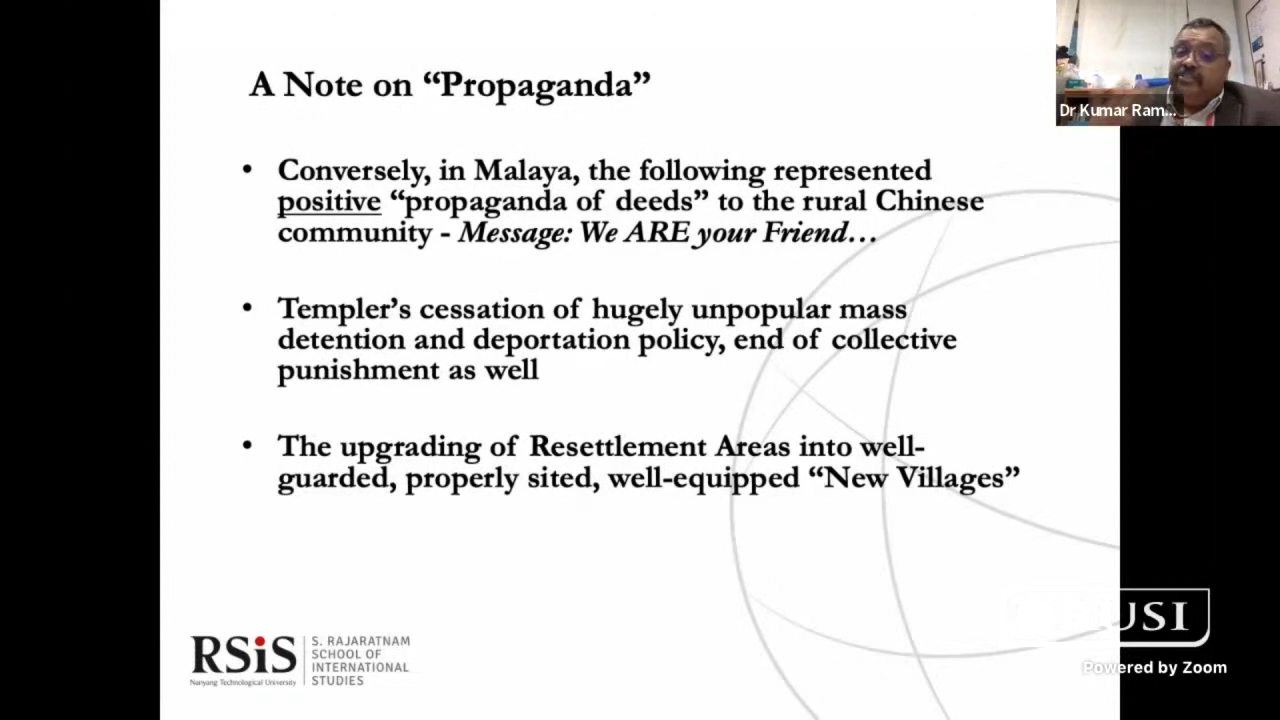 A Note on “Propaganda”
Dr Kumar Ram...
• Conversely, in Malaya, the following represented
positive “propaganda of deeds” to the rural Chinese
community - Message: We ARE your Friend…
• Templer’s cessation of hugely unpopular mass
detention and deportation policy, end of collective
punishment as well
• The upgrading of Resettlement Areas into well-
guarded, properly sited, well-equipped “New Villages”
RSiS
Nanyang Technological University
S. RAJARATNAM
SCHOOL OF
INTERNATIONAL
STUDIES
USI
Powered by Zoom